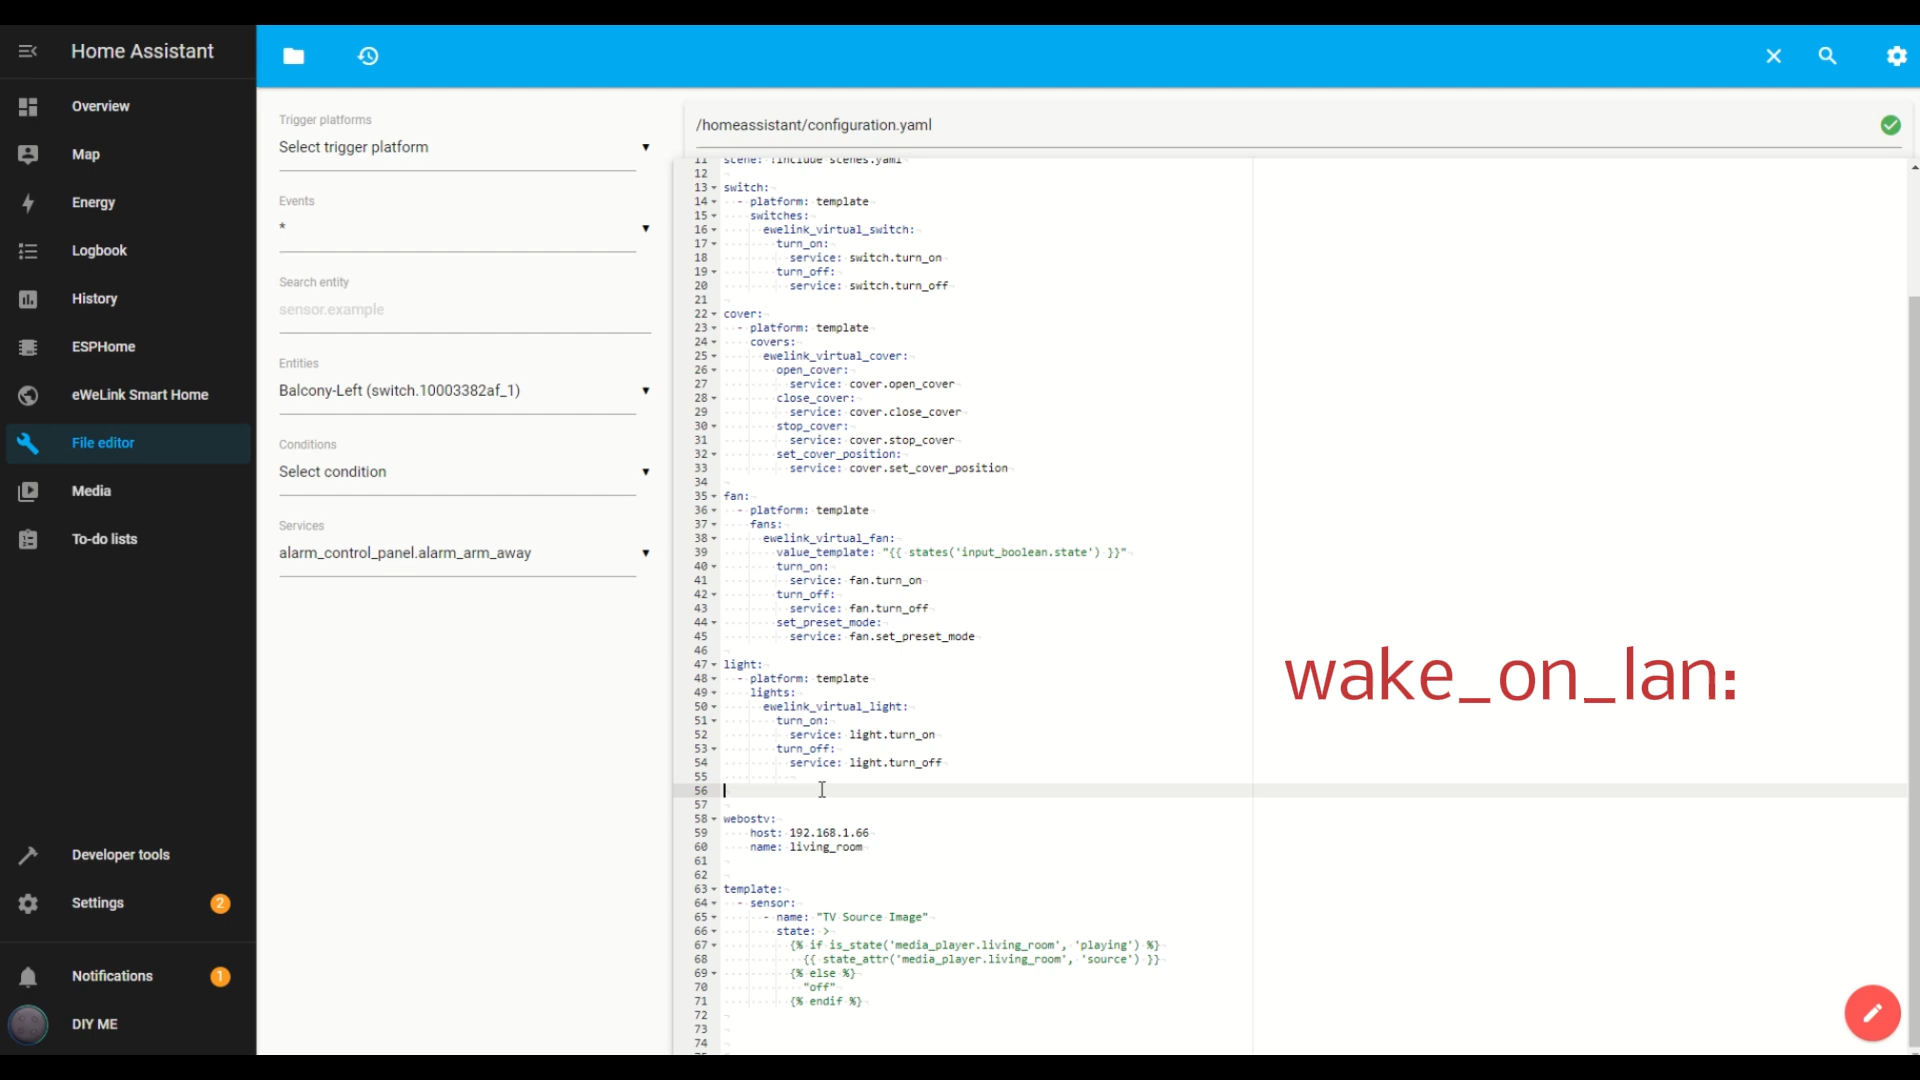 Home Assistant
Overview
Map
Energy
Logbook
History
ESPHome
eWeLink Smart Home
File editor
Media
To-do lists
Developer tools
Settings 2
Notifications 1
DIY ME
Trigger platforms
Select trigger platform
Events
*
Search entity
sensor.example
Entities
Balcony-Left (switch.10003382af_1)
Conditions
Select condition
Services
alarm_control_panel.alarm_arm_away
/homeassistant/configuration.yaml
11 scene: !include scenes.yaml
12
13 switch:
14 - platform: template
15 switches:
16 ewelink_virtual_switch:
17 turn_on:
18 service: switch.turn_on
19 turn_off:
20 service: switch.turn_off
21
22 cover:
23 - platform: template
24 covers:
25 ewelink_virtual_cover:
26 open_cover:
27 service: cover.open_cover
28 close_cover:
29 service: cover.close_cover
30 stop_cover:
31 service: cover.stop_cover
32 set_cover_position:
33 service: cover.set_cover_position
34
35 fan:
36 - platform: template
37 fans:
38 ewelink_virtual_fan:
39 value_template: "{{ states('input_boolean.state') }}"
40 turn_on:
41 service: fan.turn_on
42 turn_off:
43 service: fan.turn_off
44 set_preset_mode:
45 service: fan.set_preset_mode
46
47 light:
48 - platform: template
49 lights:
50 ewelink_virtual_light:
51 turn_on:
52 service: light.turn_on
53 turn_off:
54 service: light.turn_off
55
56
57
58 webostv:
59 host: 192.168.1.66
60 name: living_room
61
62
63 template:
64 - sensor:
65 - name: "TV Source Image"
66 state: >
67 {% if is_state('media_player.living_room', 'playing') %}
68 {{ state_attr('media_player.living_room', 'source') }}
69 {% else %}
70 "off"
71 {% endif %}
72
73
74
wake_on_lan: